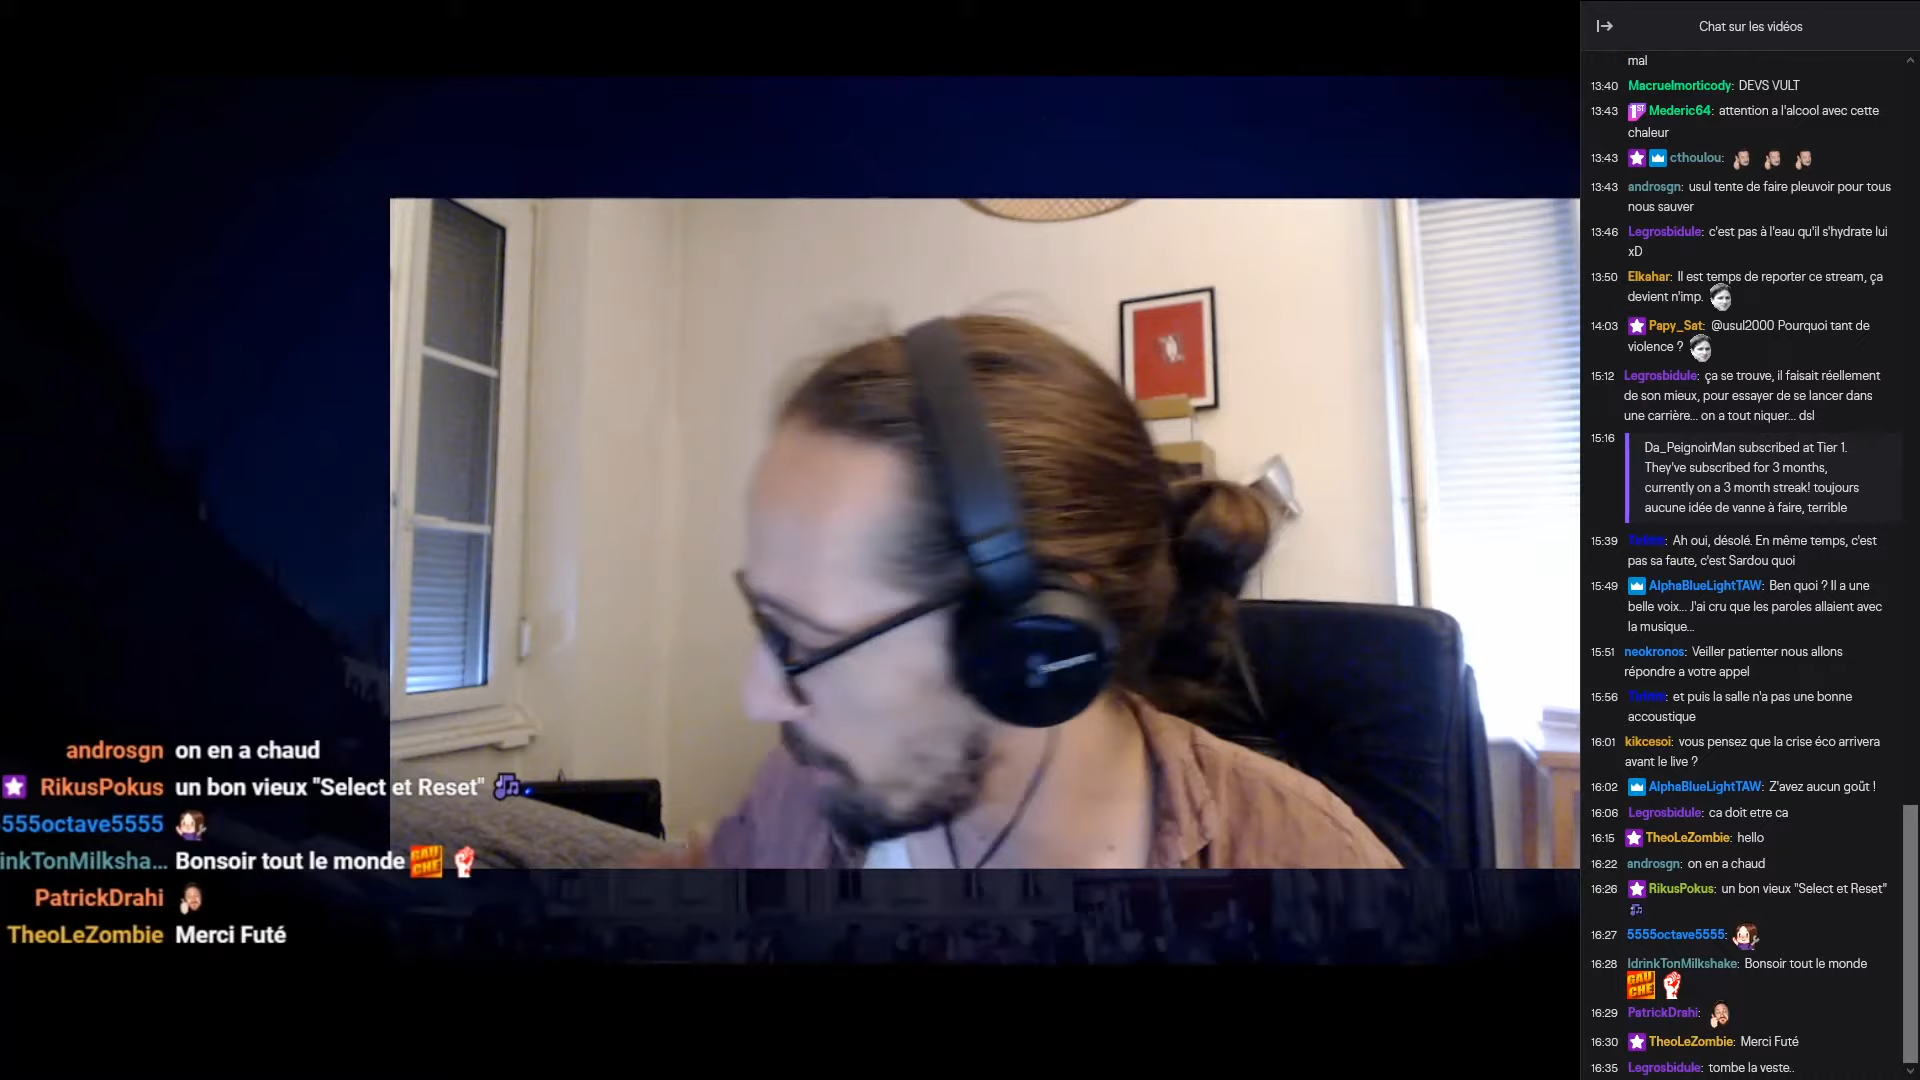 Chat sur les vidéos
mal
13:40 Macruelmorticody: DEVS VULT
13:43 1ST Mederic64: attention a l'alcool avec cette
chaleur
13:43 cthoulou:
13:43 androsgn: usul tente de faire pleuvoir pour tous
nous sauver
13:46 Legrosbidule: c'est pas à l'eau qu'il s'hydrate lui
xD
13:50 Elkahar: Il est temps de reporter ce stream, ça
devient n'imp.
14:03 Papy_Sat: @usul2000 Pourquoi tant de
violence ?
15:12 Legrosbidule: ça se trouve, il faisait réellement
de son mieux, pour essayer de se lancer dans
une carrière... on a tout niquer... dsl
15:16 Da_PeignoirMan subscribed at Tier 1.
They've subscribed for 3 months,
currently on a 3 month streak! toujours
aucune idée de vanne à faire, terrible
15:39 : Ah oui, désolé. En même temps, c'est
pas sa faute, c'est Sardou quoi
15:49 AlphaBlueLightTAW: Ben quoi ? Il a une
belle voix... J'ai cru que les paroles allaient avec
la musique...
15:51 neokronos: Veiller patienter nous allons
répondre a votre appel
15:56 : et puis la salle n'a pas une bonne
accoustique
16:01 kikcesoi: vous pensez que la crise éco arrivera
avant le live ?
16:02 AlphaBlueLightTAW: Z'avez aucun goût !
16:06 Legrosbidule: ca doit etre ca
16:15 TheoLeZombie: hello
16:22 androsgn: on en a chaud
16:26 RikusPokus: un bon vieux "Select et Reset"
16:27 5555octave5555:
16:28 IdrinkTonMilkshake: Bonsoir tout le monde
GAU
CHE
16:29 PatrickDrahi:
16:30 TheoLeZombie: Merci Futé
16:35 Legrosbidule: tombe la veste..
androsgn on en a chaud
RikusPokus un bon vieux "Select et Reset"
5555octave5555
inkTonMilksha... Bonsoir tout le monde GAU CHE
PatrickDrahi
TheoLeZombie Merci Futé